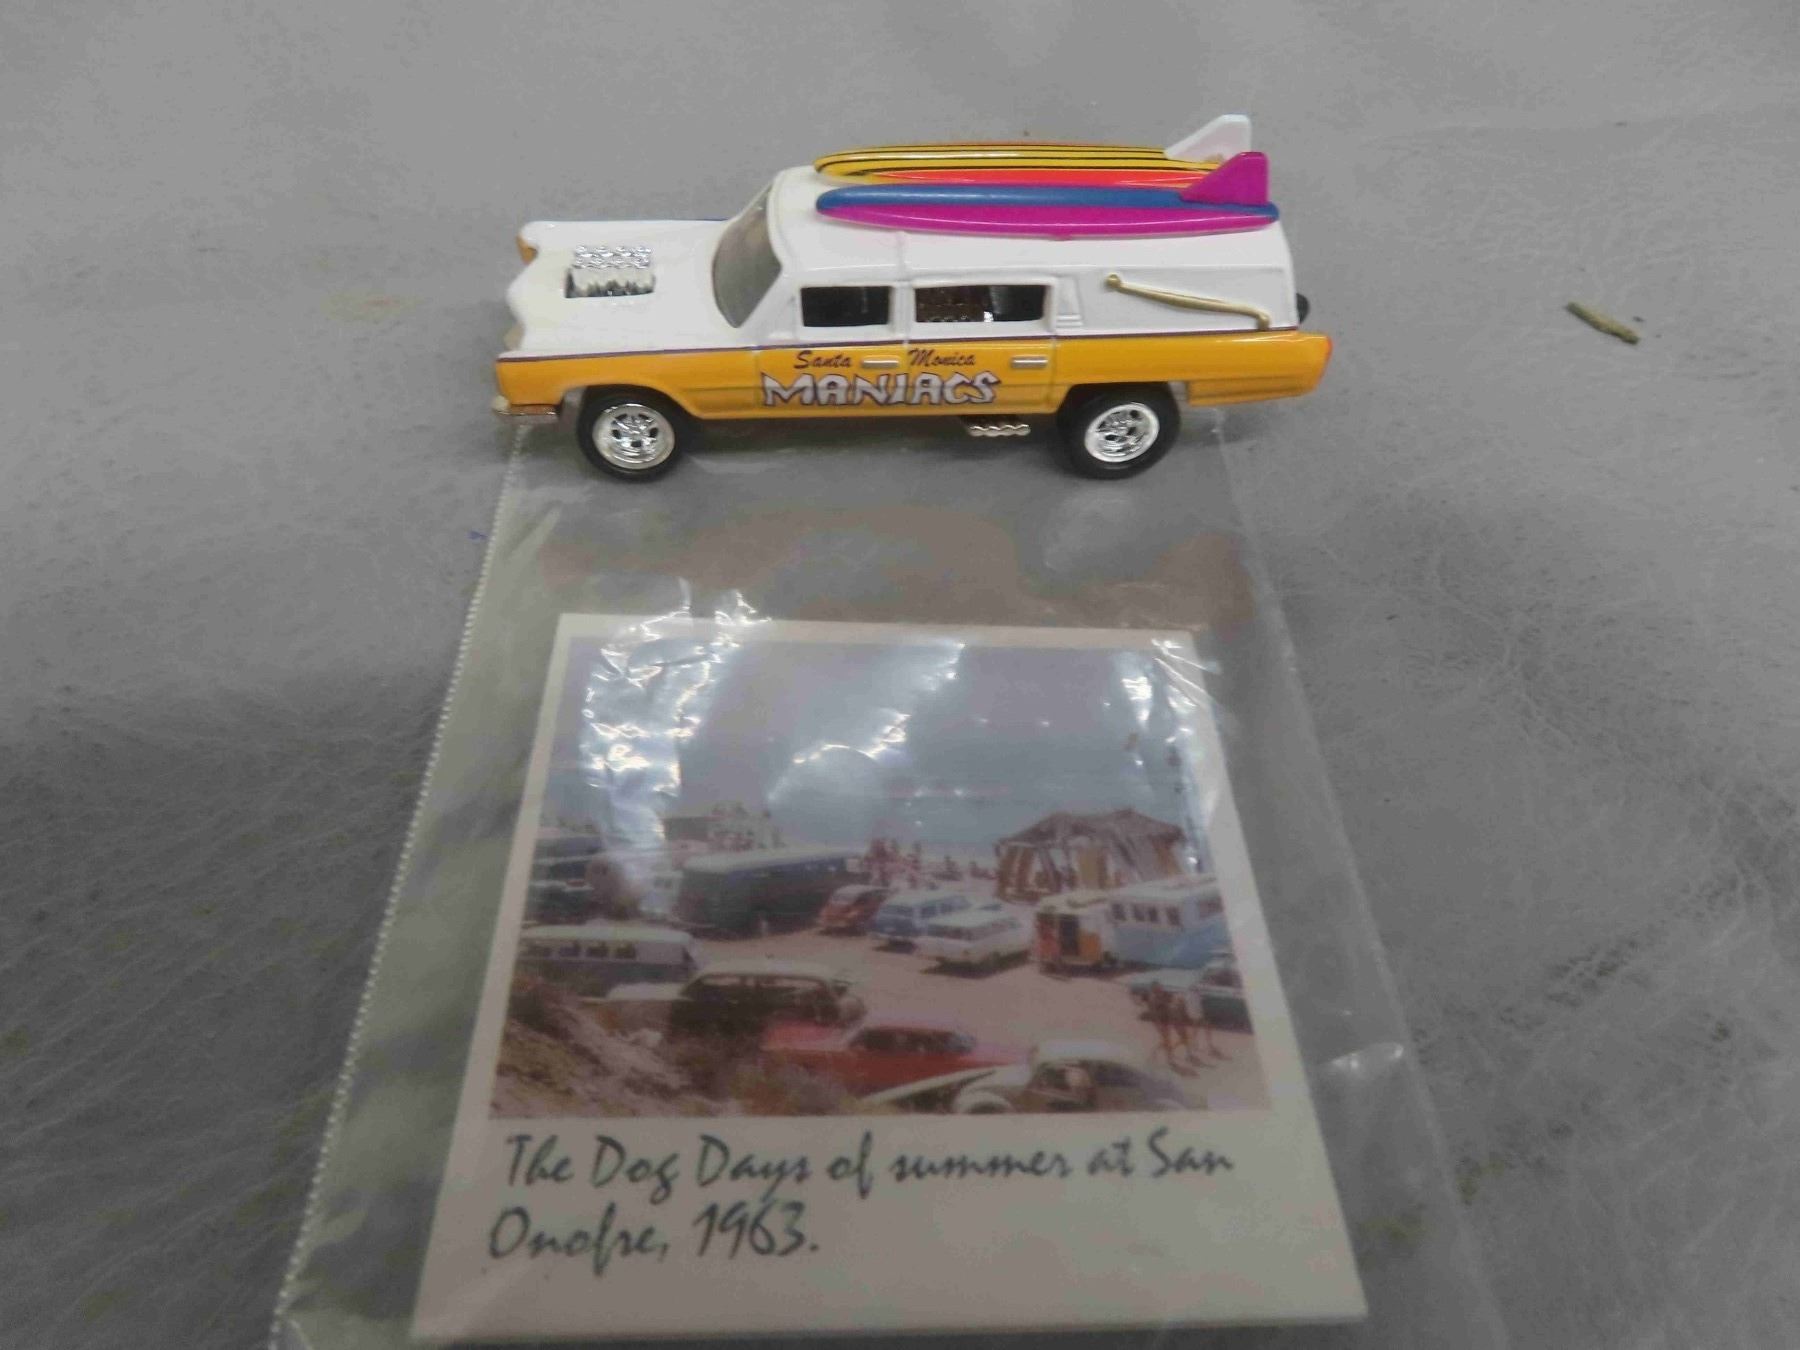 Santa Monica
MANIACS
The Dog Days of summer at San
Onofre, 1963.